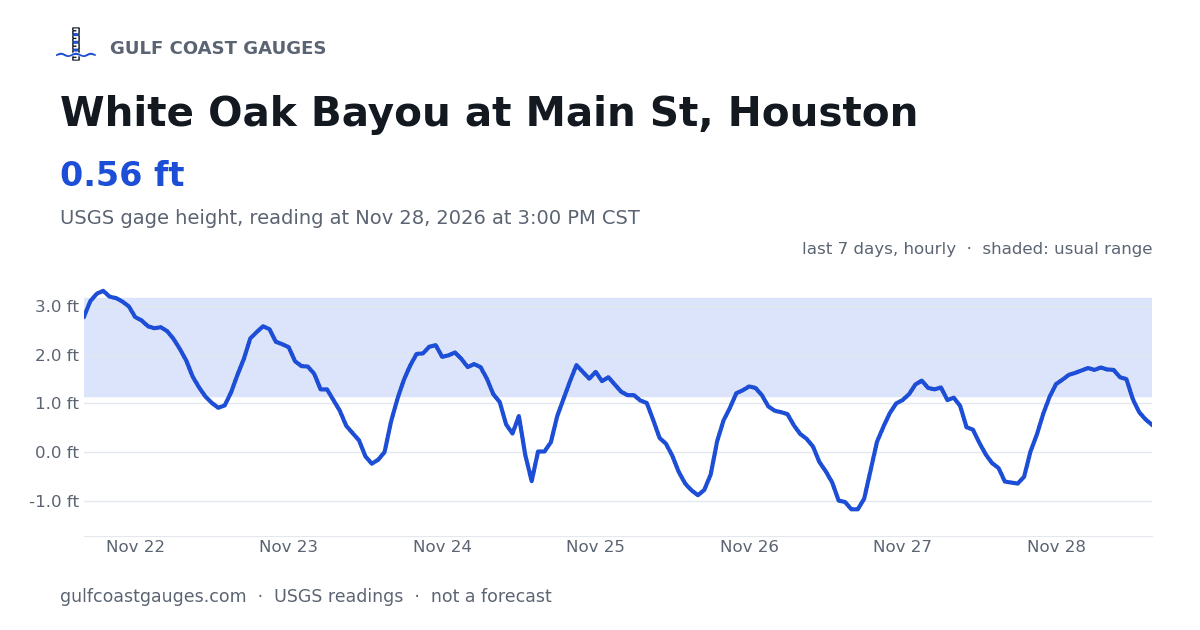 GULF COAST GAUGES
White Oak Bayou at Main St, Houston
0.56 ft
USGS gage height, reading at Nov 28, 2026 at 3:00 PM CST
last 7 days, hourly · shaded: usual range
3.0 ft
2.0 ft
1.0 ft
0.0 ft
-1.0 ft
Nov 22 Nov 23 Nov 24 Nov 25 Nov 26 Nov 27 Nov 28
gulfcoastgauges.com · USGS readings · not a forecast